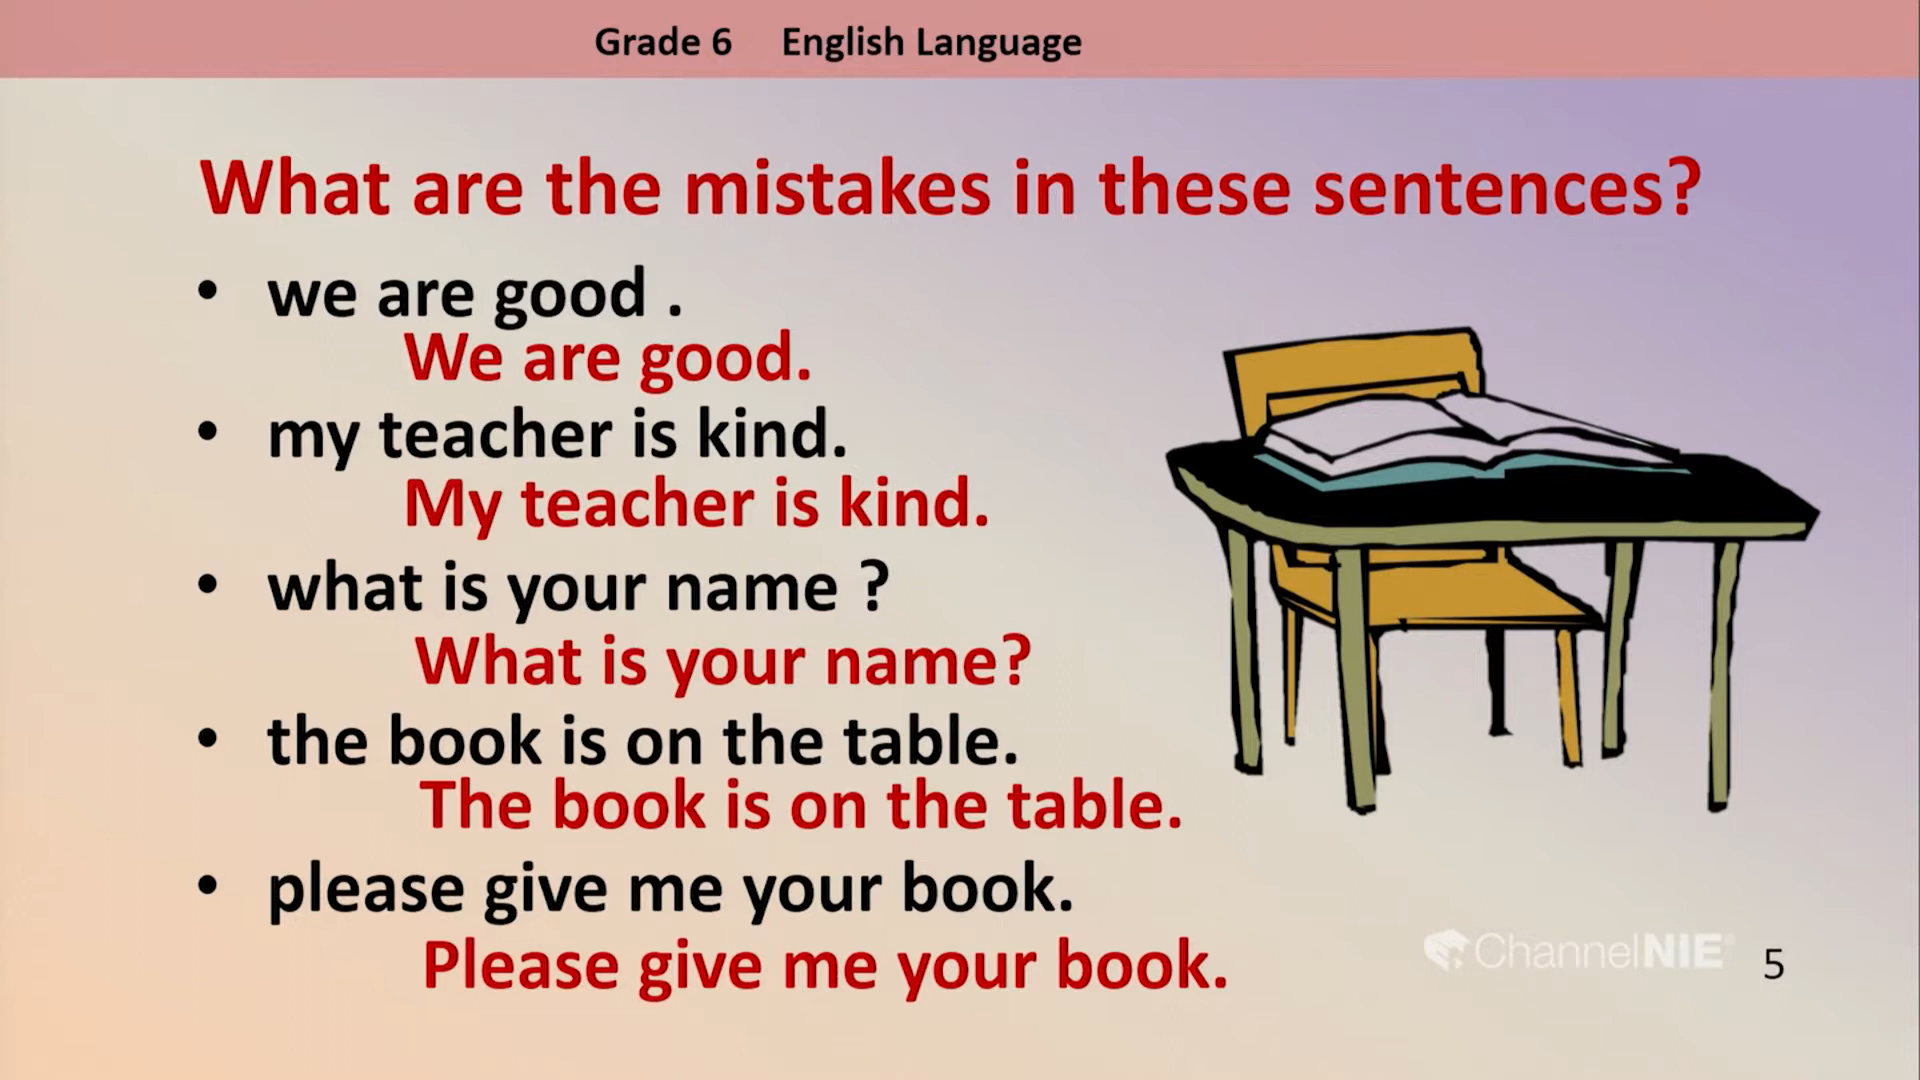 Grade 6 English Language
What are the mistakes in these sentences?
• we are good .
We are good.
• my teacher is kind.
My teacher is kind.
• what is your name ?
What is your name?
• the book is on the table.
The book is on the table.
• please give me your book.
Please give me your book.
ChannelNIE®
5